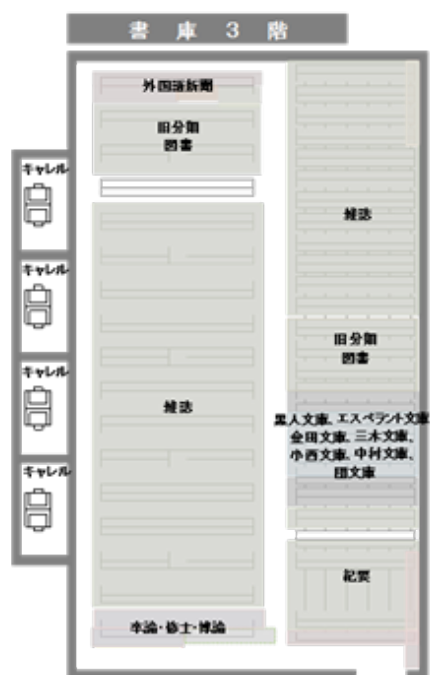 書庫3階
外国語新聞
旧分類
図書
キャレル
雑誌
キャレル
旧分類
図書
キャレル
雑誌
黒人文庫、エスペラント文庫
金田文庫、三木文庫、
小西文庫、中村文庫、
団文庫
キャレル
紀要
卒論・修士・博論